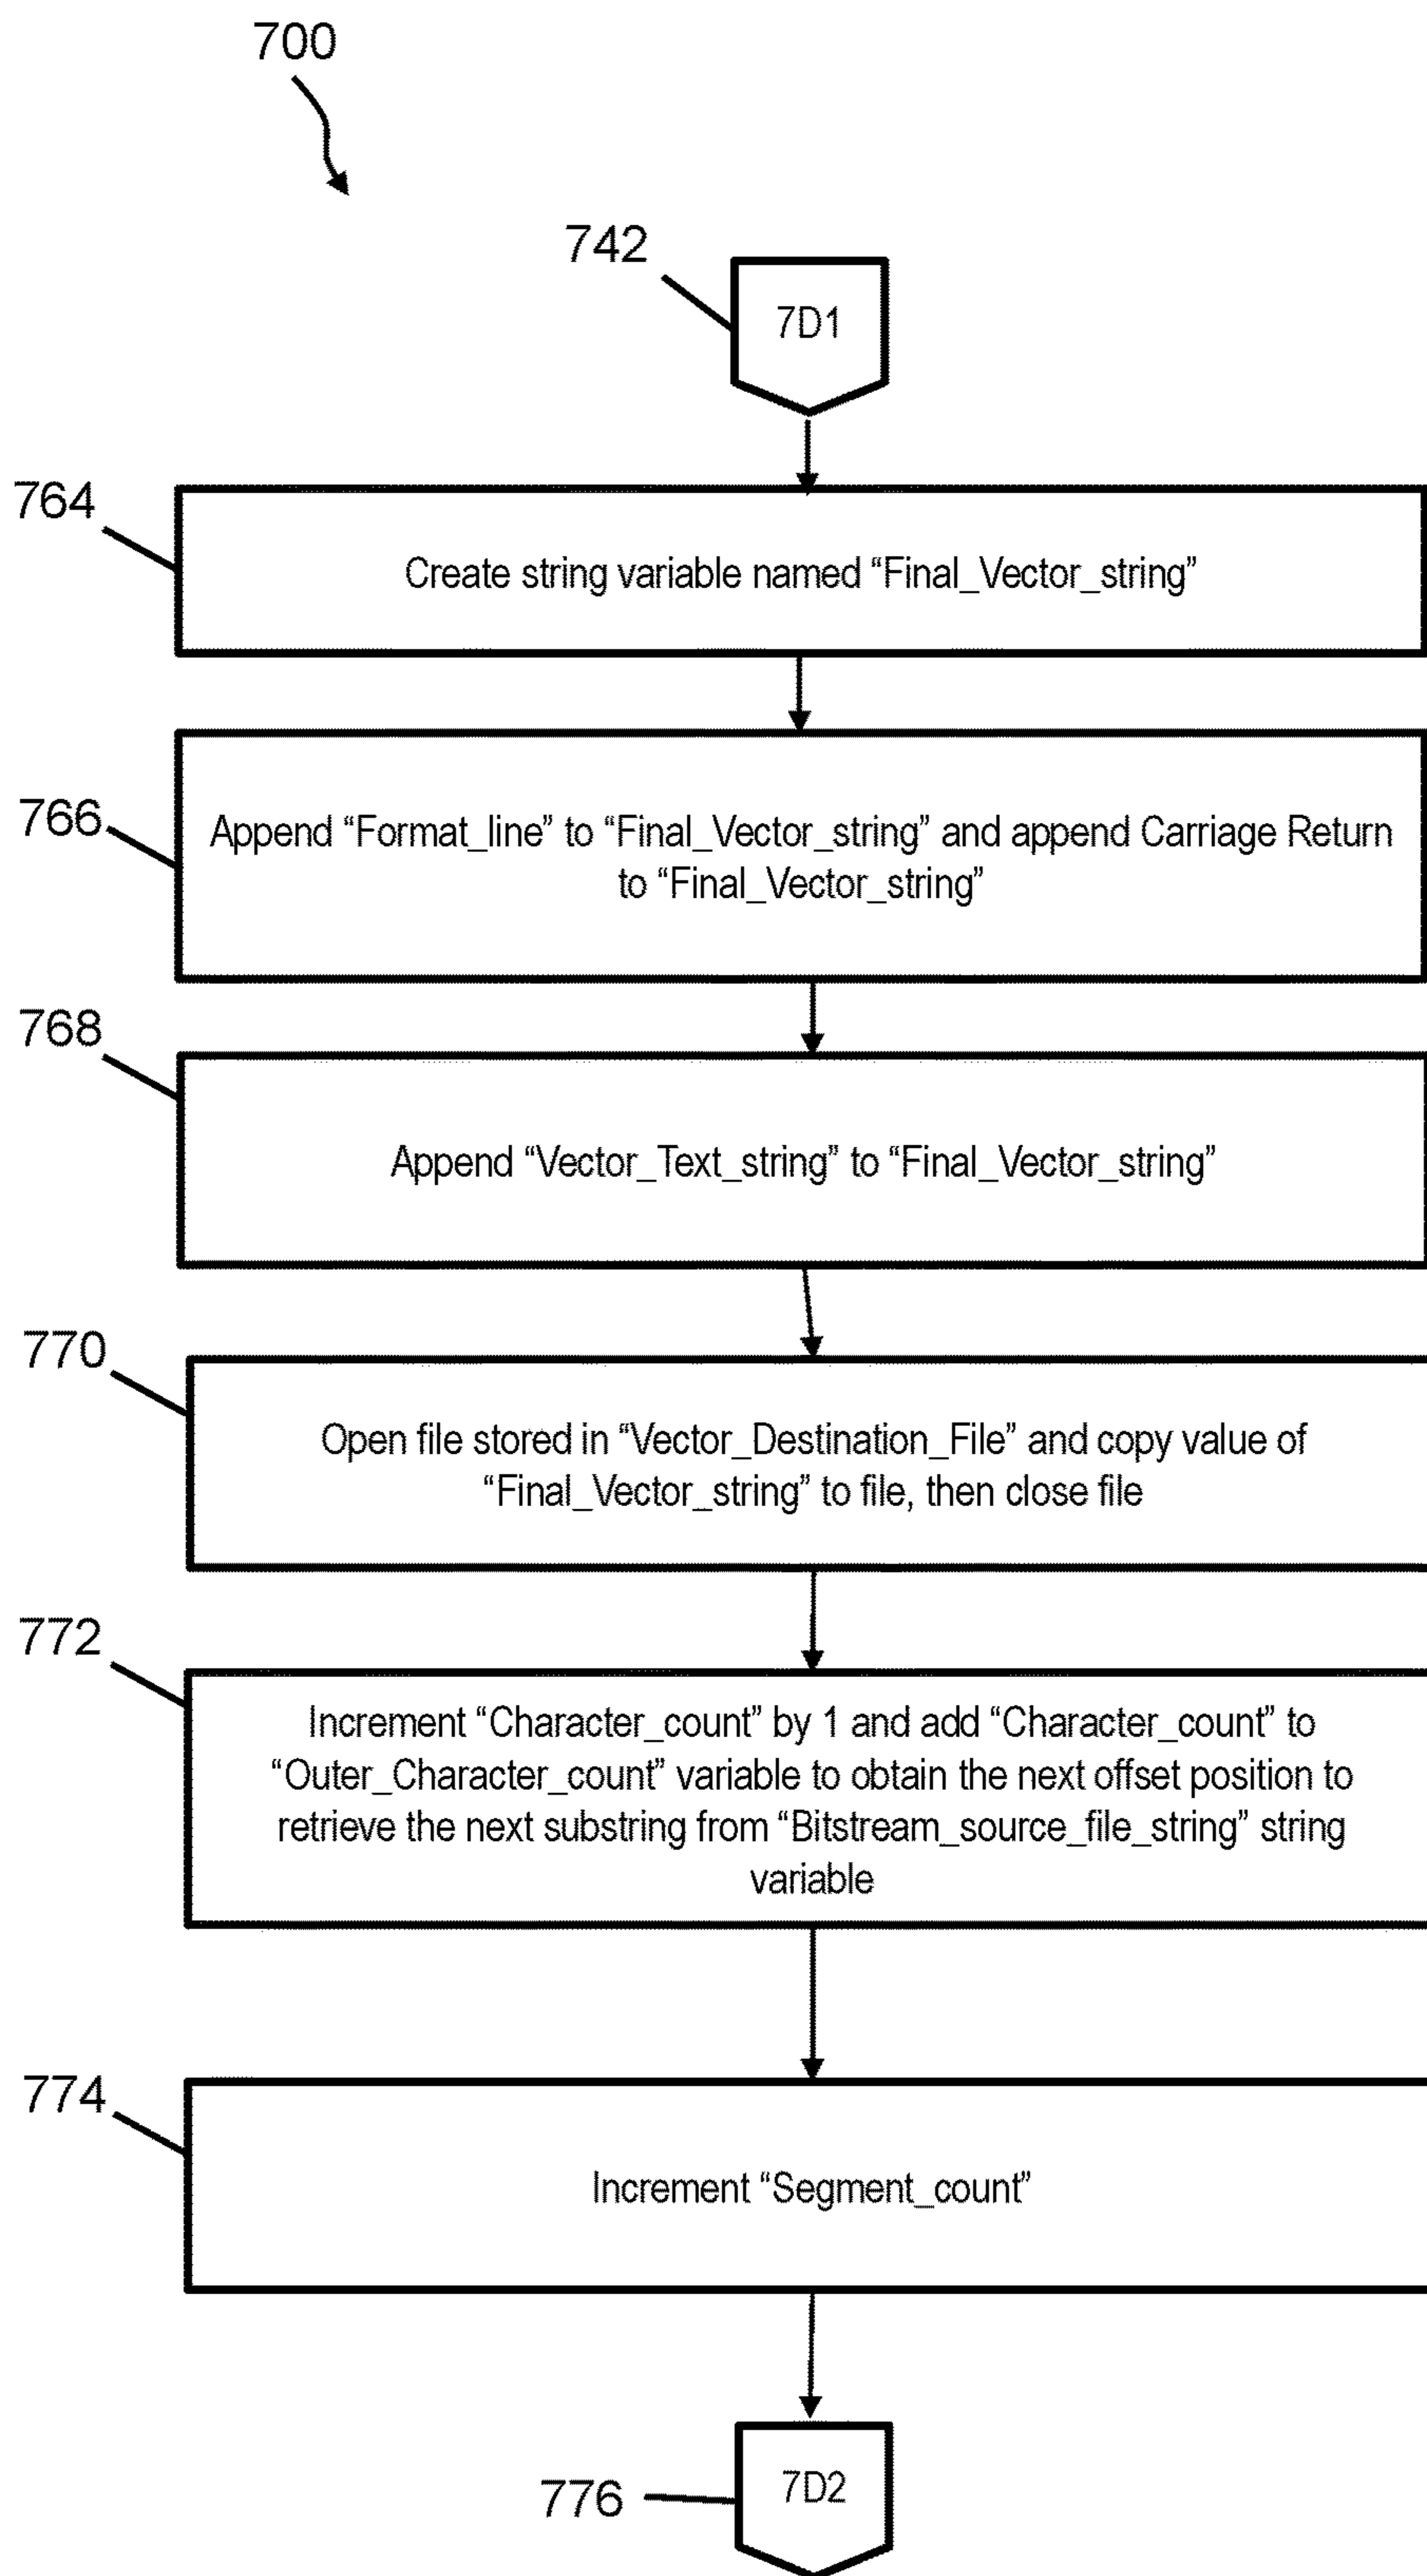 700
742
7D1
764
Create string variable named “Final_Vector_string”
766
Append “Format_line” to “Final_Vector_string” and append Carriage Return
to “Final_Vector_string”
768
Append “Vector_Text_string” to “Final_Vector_string”
770
Open file stored in “Vector_Destination_File” and copy value of
“Final_Vector_string” to file, then close file
772
Increment “Character_count” by 1 and add “Character_count” to
“Outer_Character_count” variable to obtain the next offset position to
retrieve the next substring from “Bitstream_source_file_string” string
variable
774
Increment “Segment_count”
776
7D2